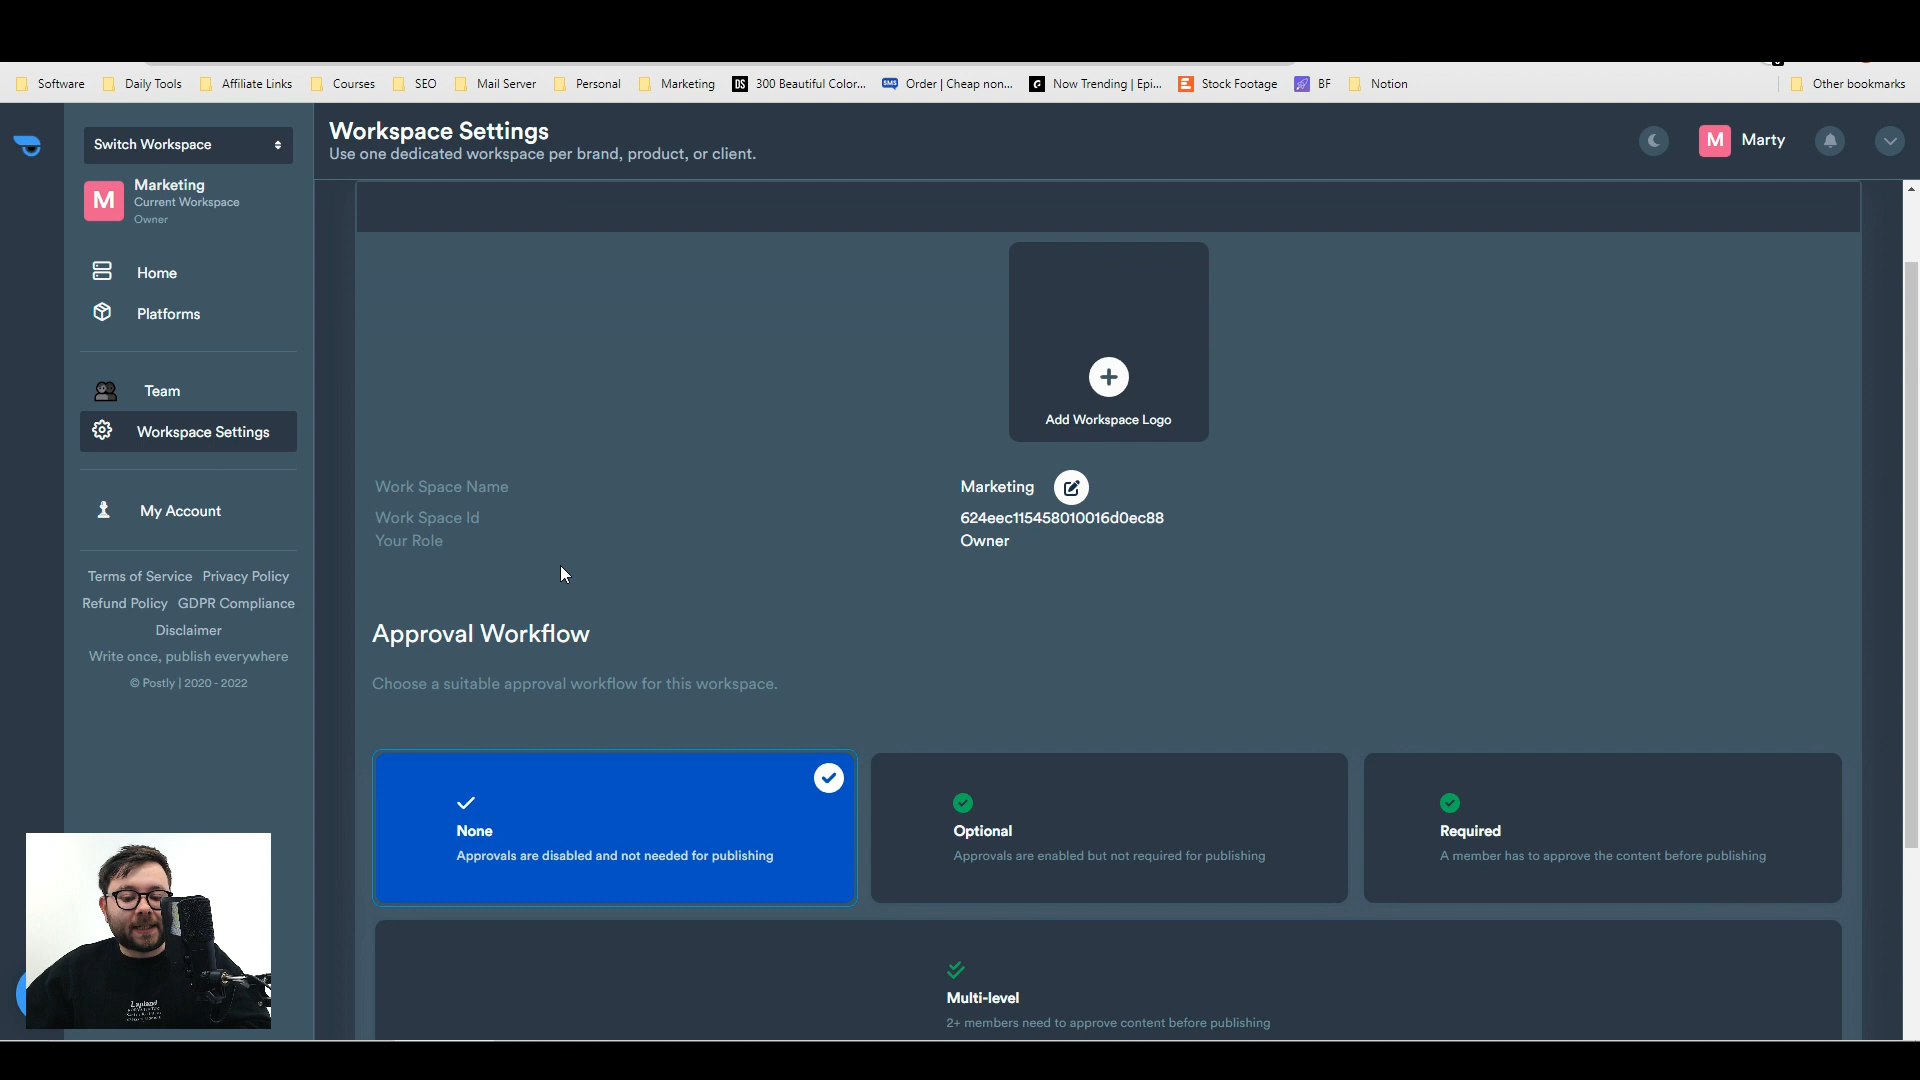 Software Daily Tools Affiliate Links Courses SEO Mail Server Personal Marketing DS 300 Beautiful Color... SMS Order | Cheap non... Now Trending | Epi... Stock Footage BF Notion Other bookmarks
Switch Workspace
Workspace Settings
Use one dedicated workspace per brand, product, or client.
M Marty
M
Marketing
Current Workspace
Owner
Home
Platforms
Team
Workspace Settings
My Account
Terms of Service Privacy Policy
Refund Policy GDPR Compliance
Disclaimer
Write once, publish everywhere
© Postly | 2020 - 2022
Add Workspace Logo
Work Space Name Marketing
Work Space Id 624eec115458010016d0ec88
Your Role Owner
Approval Workflow
Choose a suitable approval workflow for this workspace.
None
Approvals are disabled and not needed for publishing
Optional
Approvals are enabled but not required for publishing
Required
A member has to approve the content before publishing
Multi-level
2+ members need to approve content before publishing